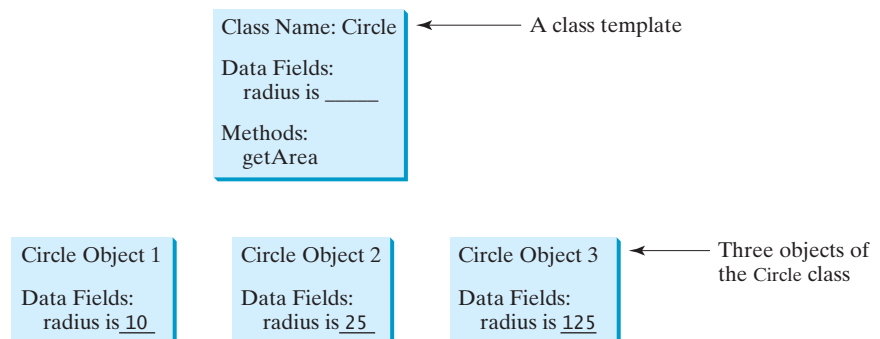 Class Name: Circle
A class template
Data Fields:
radius is _____
Methods:
getArea
Circle Object 1
Data Fields:
radius is 10
Circle Object 2
Data Fields:
radius is 25
Circle Object 3
Data Fields:
radius is 125
Three objects of
the Circle class